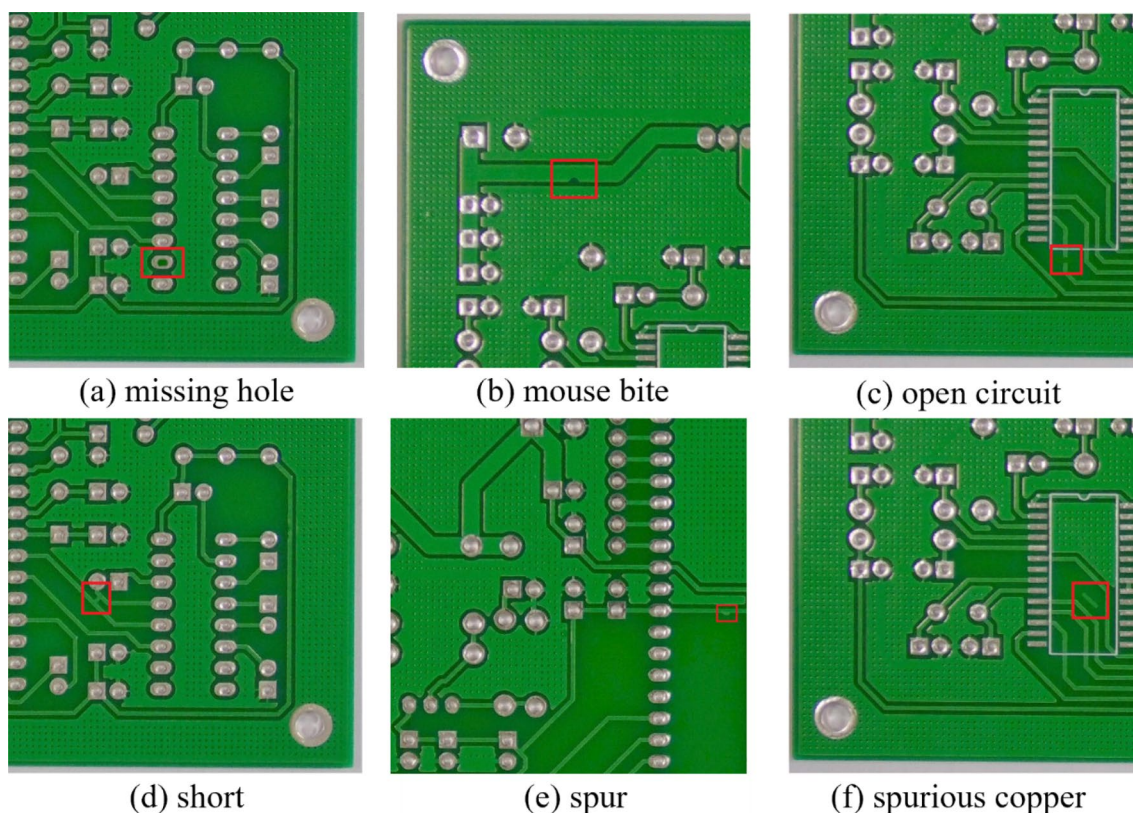 (a) missing hole
(b) mouse bite
(c) open circuit
(d) short
(e) spur
(f) spurious copper